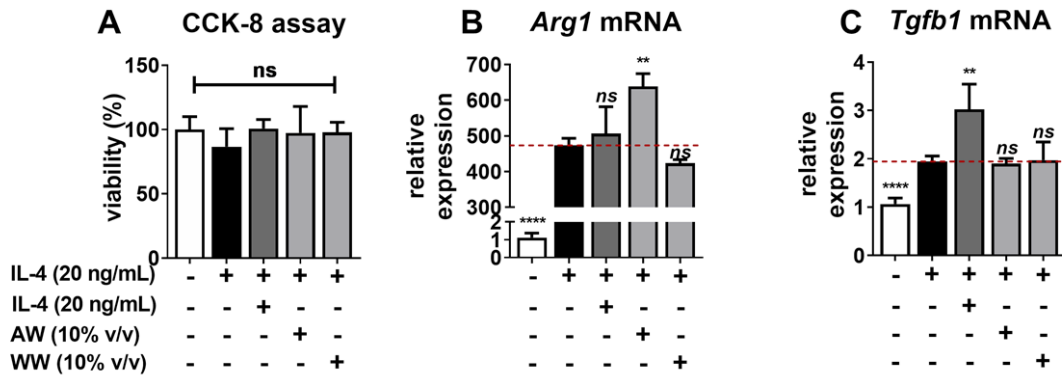 A CCK-8 assay
ns
viability (%)
150
100
50
0
B Arg1 mRNA
relative
expression
700
600
500
400
300
2
1
0
****
ns
**
ns
C Tgfb1 mRNA
relative
expression
4
3
2
1
0
****
**
ns
ns
IL-4 (20 ng/mL) - + + + + - + + + + - + + + +
IL-4 (20 ng/mL) - - + - - - - + - - - - + - -
AW (10% v/v) - - - + - - - - + - - - - + -
WW (10% v/v) - - - - + - - - - + - - - - +